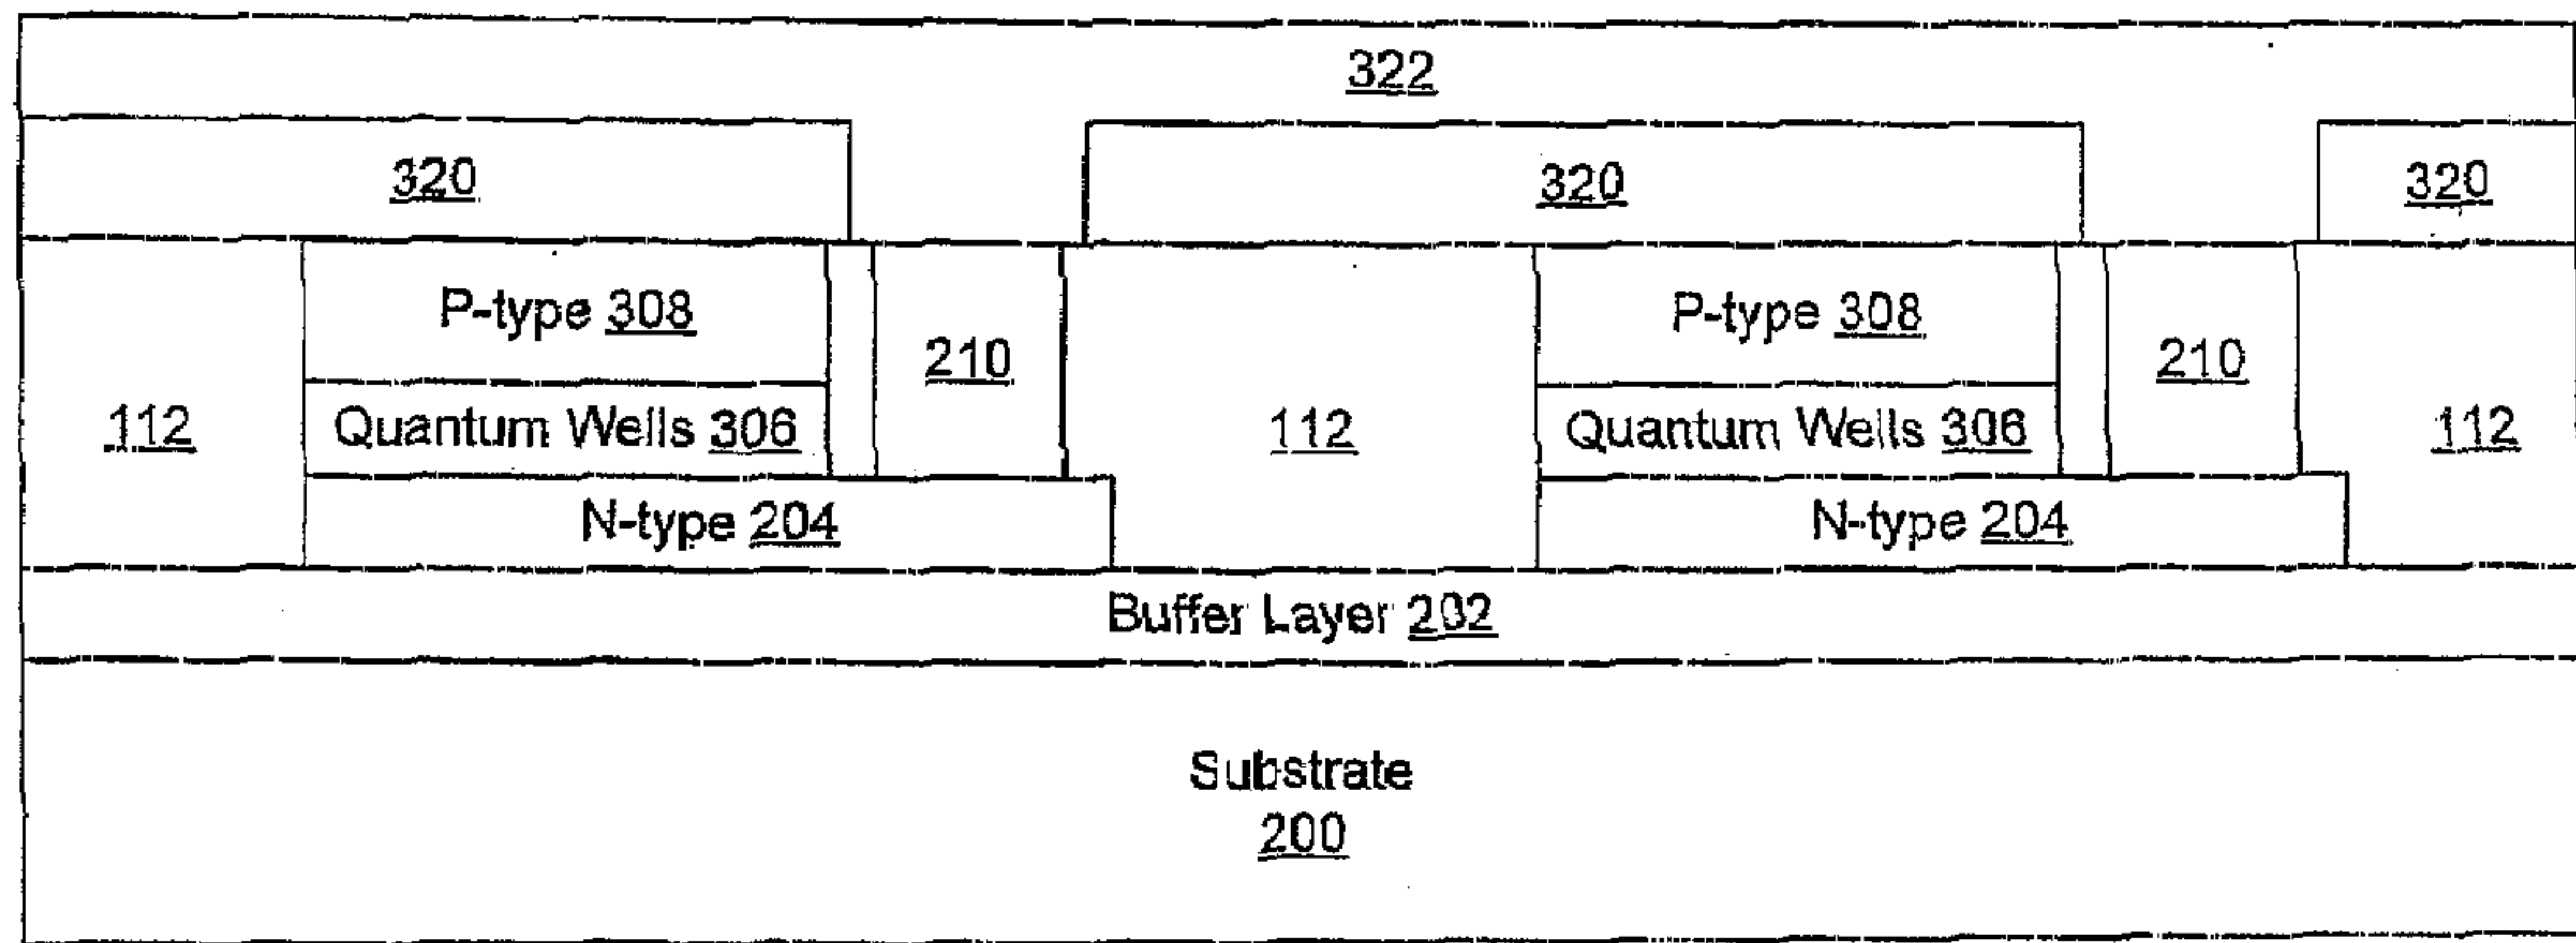 322
320
320
320
P-type 308
P-type 308
210
210
112
Quantum Wells 306
112
Quantum Wells 306
112
N-type 204
N-type 204
Buffer Layer 202
Substrate
200